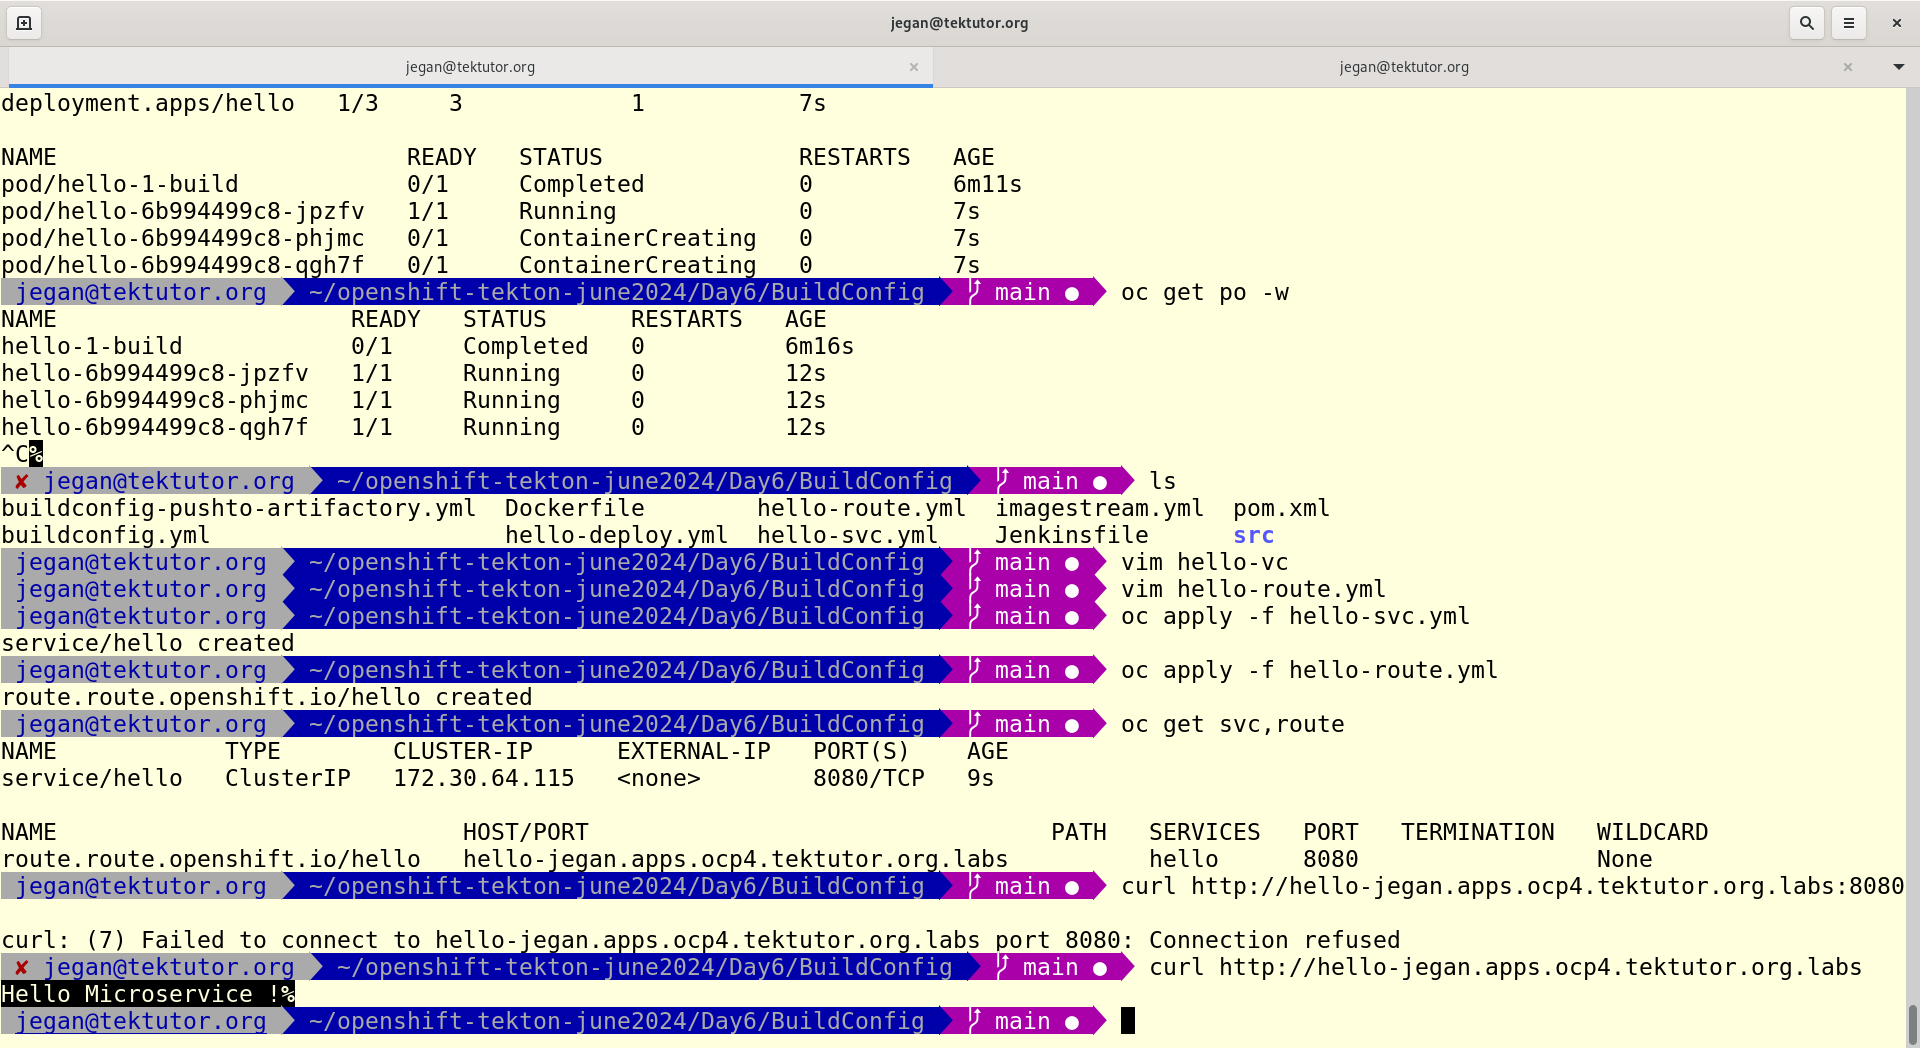 jegan@tektutor.org
jegan@tektutor.org × jegan@tektutor.org ×
deployment.apps/hello   1/3     3            1           7s
NAME                         READY   STATUS              RESTARTS   AGE
pod/hello-1-build            0/1     Completed           0          6m11s
pod/hello-6b994499c8-jpzfv   1/1     Running             0          7s
pod/hello-6b994499c8-phjmc   0/1     ContainerCreating   0          7s
pod/hello-6b994499c8-qgh7f   0/1     ContainerCreating   0          7s
jegan@tektutor.org ~/openshift-tekton-june2024/Day6/BuildConfig main ● oc get po -w
NAME                     READY   STATUS      RESTARTS   AGE
hello-1-build            0/1     Completed   0          6m16s
hello-6b994499c8-jpzfv   1/1     Running     0          12s
hello-6b994499c8-phjmc   1/1     Running     0          12s
hello-6b994499c8-qgh7f   1/1     Running     0          12s
^C%
✘ jegan@tektutor.org ~/openshift-tekton-june2024/Day6/BuildConfig main ● ls
buildconfig-pushto-artifactory.yml  Dockerfile        hello-route.yml  imagestream.yml  pom.xml
buildconfig.yml                     hello-deploy.yml  hello-svc.yml    Jenkinsfile      src
jegan@tektutor.org ~/openshift-tekton-june2024/Day6/BuildConfig main ● vim hello-vc
jegan@tektutor.org ~/openshift-tekton-june2024/Day6/BuildConfig main ● vim hello-route.yml
jegan@tektutor.org ~/openshift-tekton-june2024/Day6/BuildConfig main ● oc apply -f hello-svc.yml
service/hello created
jegan@tektutor.org ~/openshift-tekton-june2024/Day6/BuildConfig main ● oc apply -f hello-route.yml
route.route.openshift.io/hello created
jegan@tektutor.org ~/openshift-tekton-june2024/Day6/BuildConfig main ● oc get svc,route
NAME            TYPE        CLUSTER-IP      EXTERNAL-IP   PORT(S)    AGE
service/hello   ClusterIP   172.30.64.115   <none>        8080/TCP   9s
NAME                             HOST/PORT                                 PATH   SERVICES   PORT   TERMINATION   WILDCARD
route.route.openshift.io/hello   hello-jegan.apps.ocp4.tektutor.org.labs          hello      8080                 None
jegan@tektutor.org ~/openshift-tekton-june2024/Day6/BuildConfig main ● curl http://hello-jegan.apps.ocp4.tektutor.org.labs:8080
curl: (7) Failed to connect to hello-jegan.apps.ocp4.tektutor.org.labs port 8080: Connection refused
✘ jegan@tektutor.org ~/openshift-tekton-june2024/Day6/BuildConfig main ● curl http://hello-jegan.apps.ocp4.tektutor.org.labs
Hello Microservice !%
jegan@tektutor.org ~/openshift-tekton-june2024/Day6/BuildConfig main ●